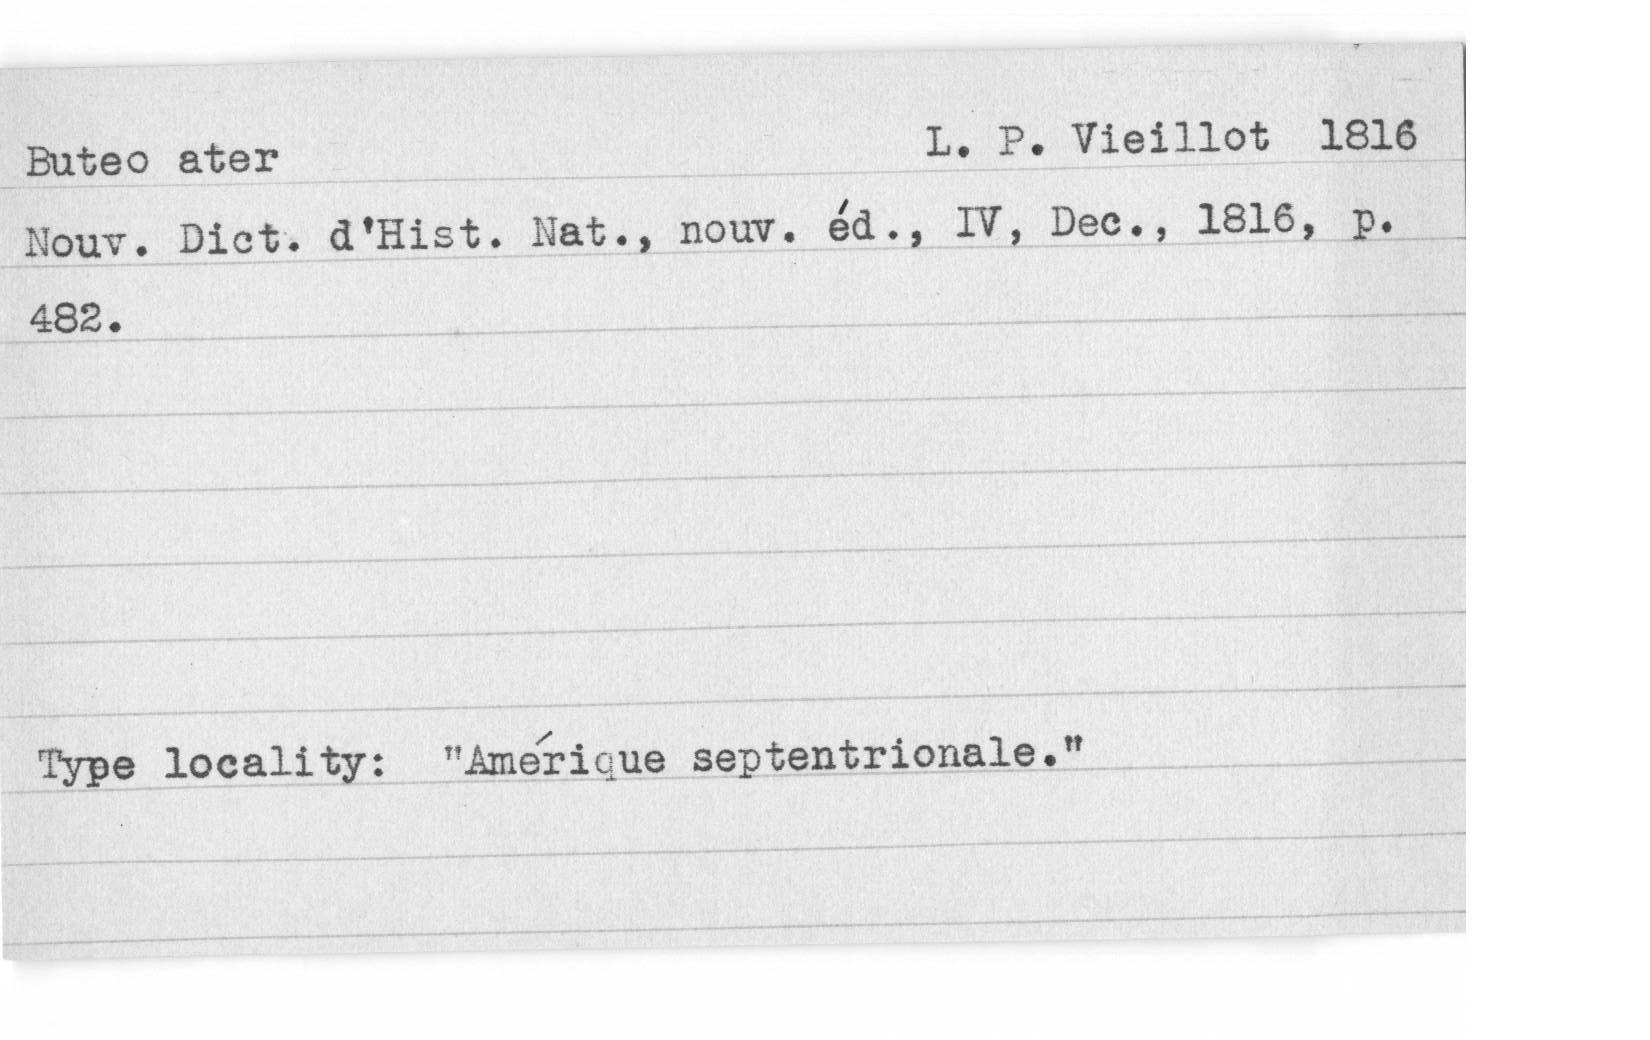 Buteo ater L. P. Vieillot 1816
Nouv. Dict. d'Hist. Nat., nouv. éd., IV, Dec., 1816, p.
482.
Type locality: "Amérique septentrionale."